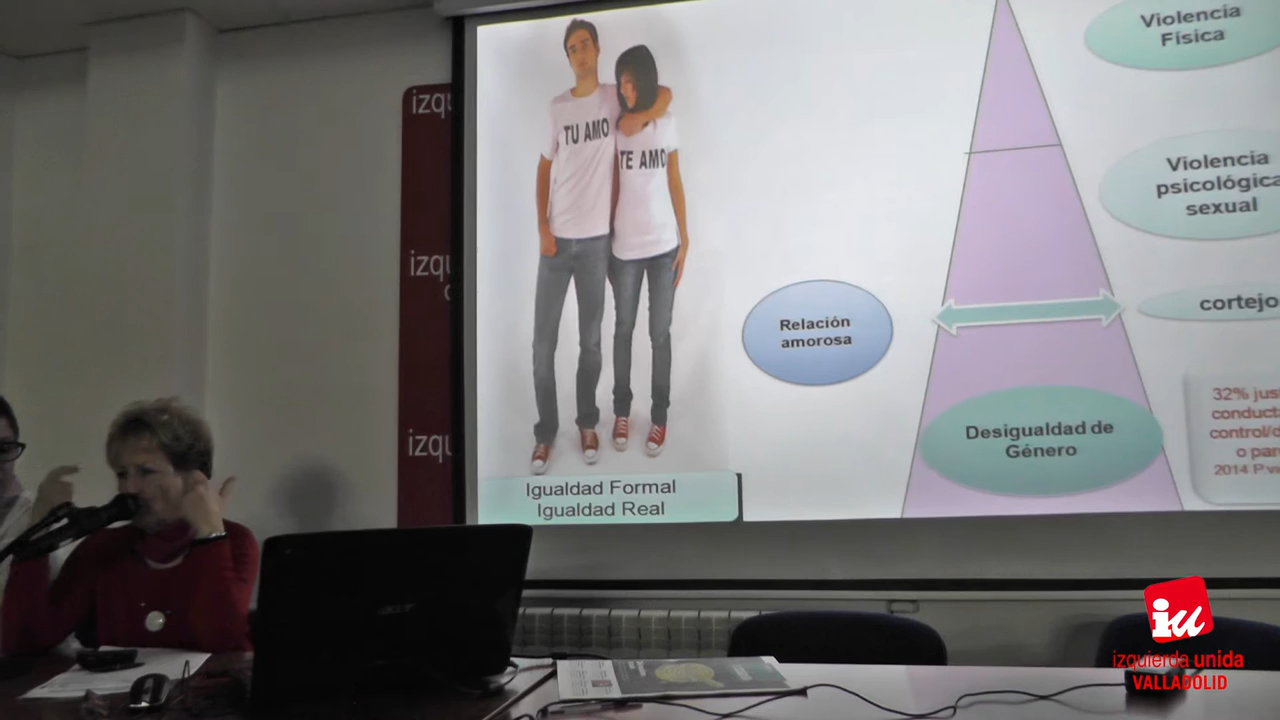 izqu
izqu
izqu
TU AMO
TE AMO
Igualdad Formal
Igualdad Real
Relación
amorosa
Violencia
Física
Violencia
psicológica
sexual
cortejo
Desigualdad de
Género
32% jus
conducta
control/d
o par
2014 P.v
iu
izquierda unida
VALLADOLID